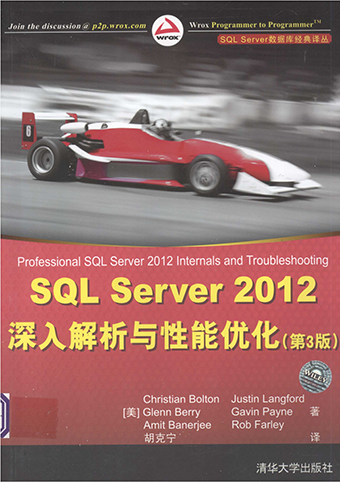 Join the discussion @ p2p.wrox.com
wrox
Wrox Programmer to Programmer™
SQL Server数据库经典译丛
6
Professional SQL Server 2012 Internals and Troubleshooting
SQL Server 2012
深入解析与性能优化(第3版)
Christian Bolton Justin Langford
[美] Glenn Berry Gavin Payne 著
Amit Banerjee Rob Farley
胡克宁 译
WILEY
清华大学出版社